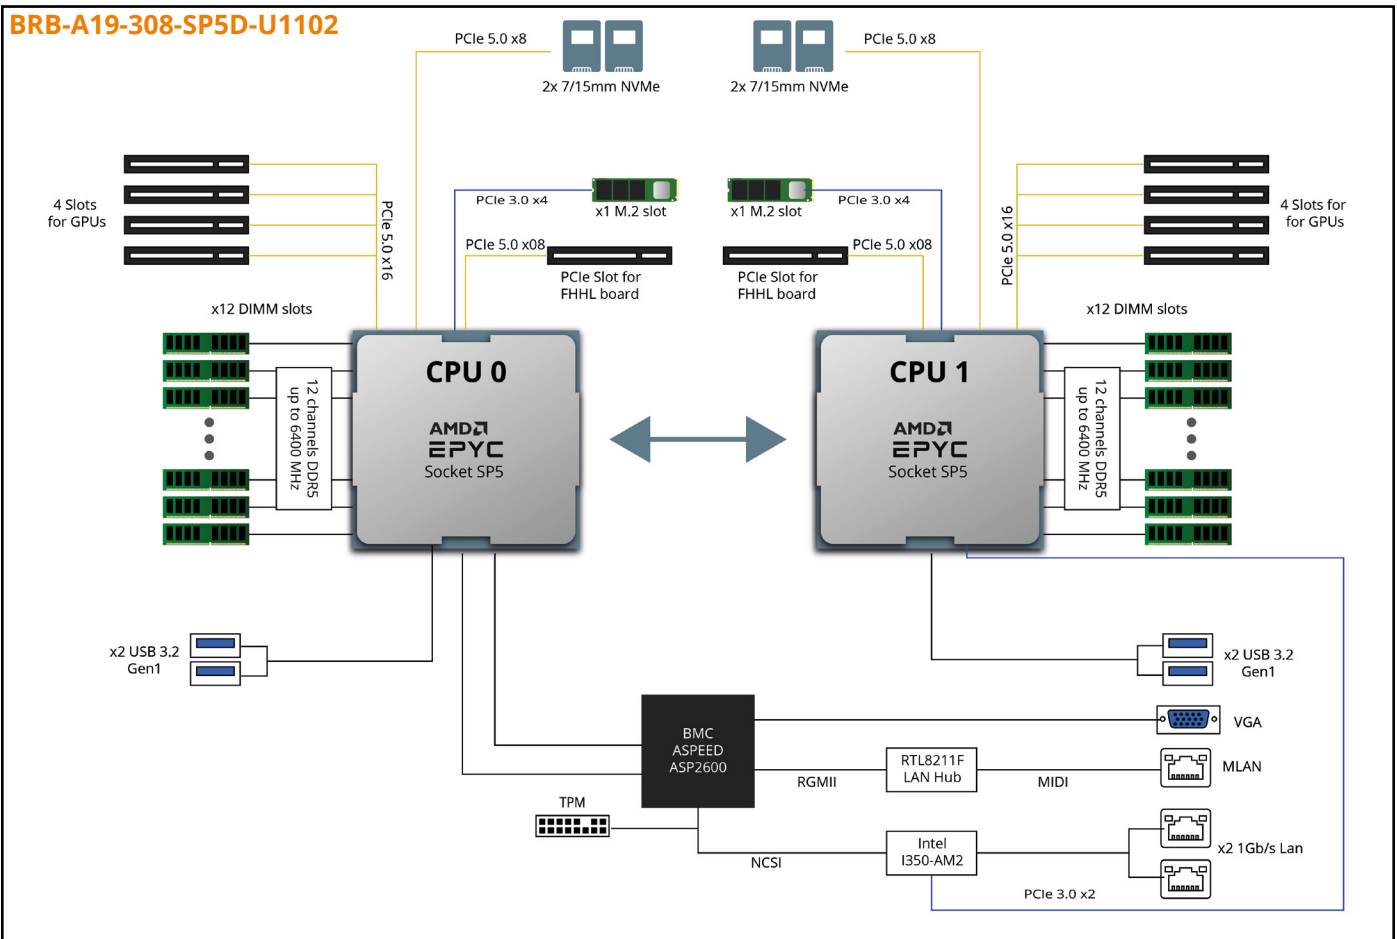 BRB-A19-308-SP5D-U1102
PCIe 5.0 x8
2x 7/15mm NVMe
PCIe 5.0 x8
2x 7/15mm NVMe
4 Slots
for GPUs
PCIe 5.0 x16
PCIe 3.0 x4
x1 M.2 slot
x1 M.2 slot
PCIe 3.0 x4
PCIe 5.0 x08
PCIe Slot for
FHHL board
PCIe 5.0 x08
PCIe Slot for
FHHL board
PCIe 5.0 x16
4 Slots for
for GPUs
x12 DIMM slots
12 channels DDR5
up to 6400 MHz
CPU 0
AMD
EPYC
Socket SP5
CPU 1
AMD
EPYC
Socket SP5
x12 DIMM slots
12 channels DDR5
up to 6400 MHz
x2 USB 3.2
Gen1
x2 USB 3.2
Gen1
BMC
ASPEED
ASP2600
VGA
RGMII
RTL8211F
LAN Hub
MIDI
MLAN
TPM
NCSI
Intel
I350-AM2
x2 1Gb/s Lan
PCIe 3.0 x2